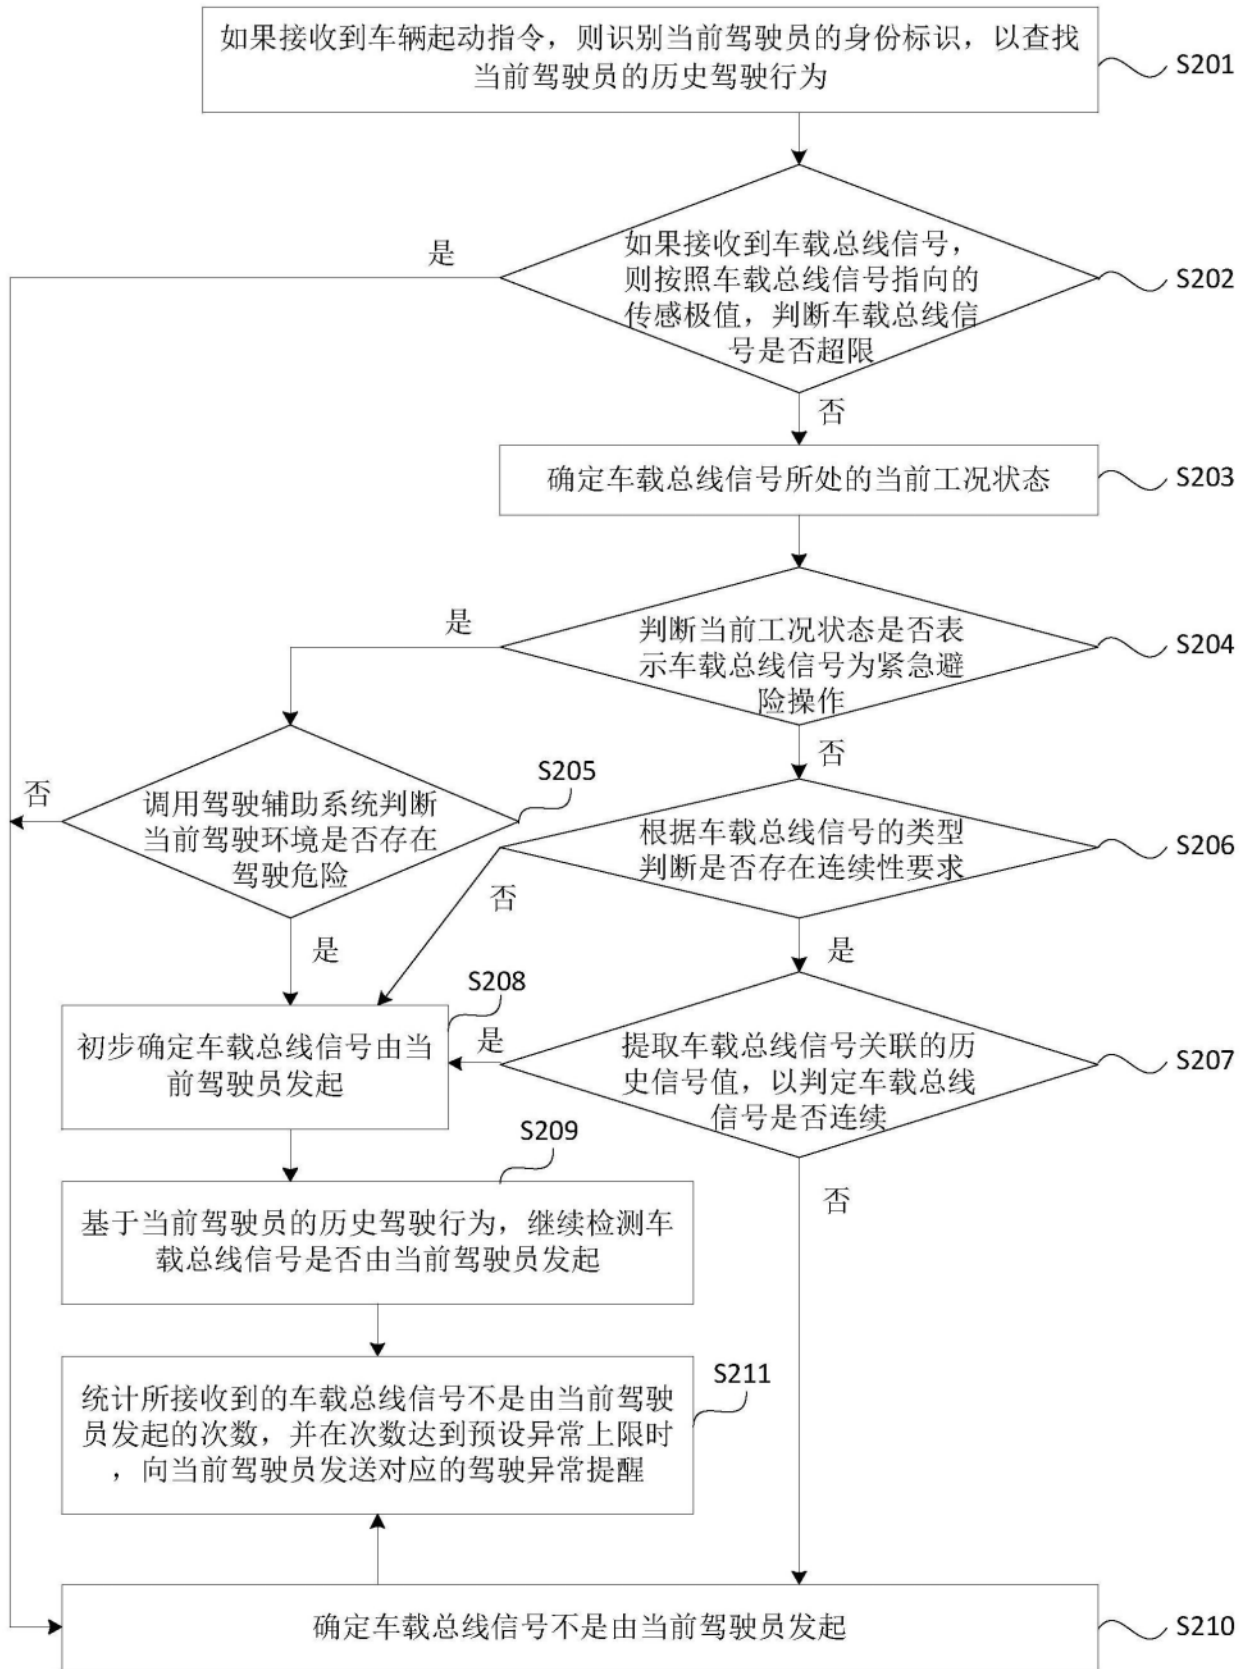 如果接收到车辆起动指令，则识别当前驾驶员的身份标识，以查找
当前驾驶员的历史驾驶行为
S201
是
如果接收到车载总线信号，
则按照车载总线信号指向的
传感极值，判断车载总线信
号是否超限
S202
否
确定车载总线信号所处的当前工况状态
S203
是
判断当前工况状态是否表
示车载总线信号为紧急避
险操作
S204
否
否
调用驾驶辅助系统判断
当前驾驶环境是否存在
驾驶危险
S205
根据车载总线信号的类型
判断是否存在连续性要求
S206
否
是
是
S208
初步确定车载总线信号由当
前驾驶员发起
是
提取车载总线信号关联的历
史信号值，以判定车载总线
信号是否连续
S207
S209
否
基于当前驾驶员的历史驾驶行为，继续检测车
载总线信号是否由当前驾驶员发起
统计所接收到的车载总线信号不是由当前驾驶
员发起的次数，并在次数达到预设异常上限时
，向当前驾驶员发送对应的驾驶异常提醒
S211
确定车载总线信号不是由当前驾驶员发起
S210